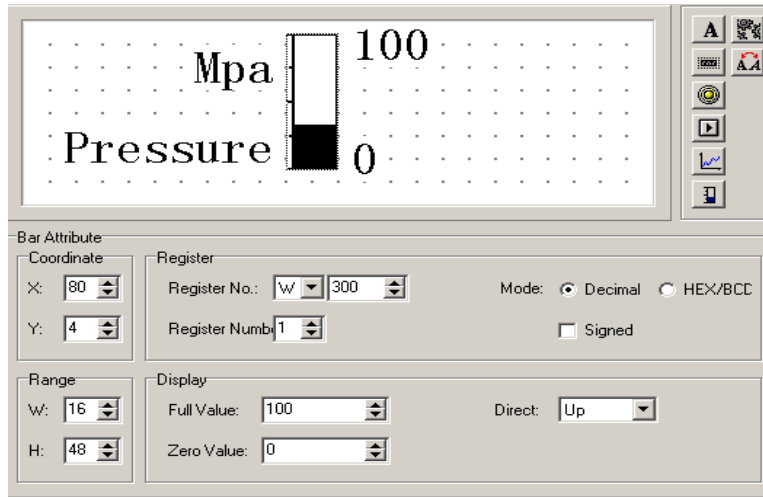 100
Mpa
Pressure
0
A
A A
Bar Attribute
Coordinate
X: 80
Y: 4
Register
Register No.: W 300
Register Numbe 1
Mode: Decimal HEX/BCD
Signed
Range
W: 16
H: 48
Display
Full Value: 100
Zero Value: 0
Direct: Up